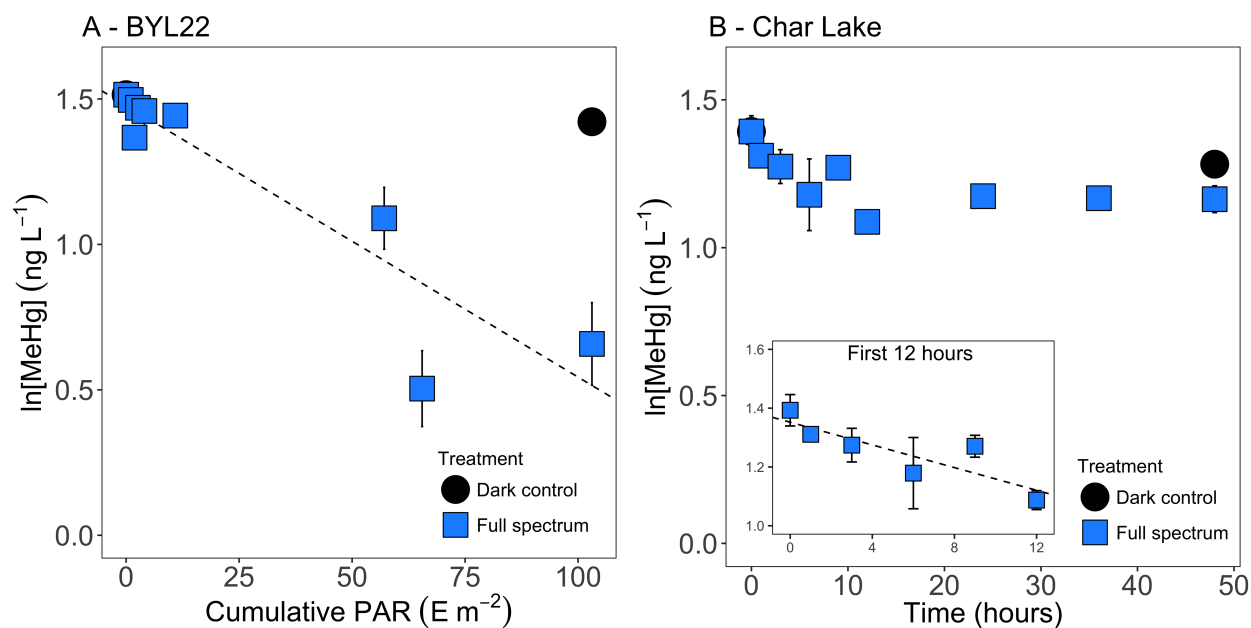 A - BYL22
ln[MeHg] (ng L⁻¹)
1.5
1.0
0.5
0.0
Treatment
Dark control
Full spectrum
0 25 50 75 100
Cumulative PAR (E m⁻²)
B - Char Lake
ln[MeHg] (ng L⁻¹)
1.5
1.0
0.5
0.0
First 12 hours
1.6
1.4
1.2
1.0
0 4 8 12
Treatment
Dark control
Full spectrum
0 10 20 30 40 50
Time (hours)